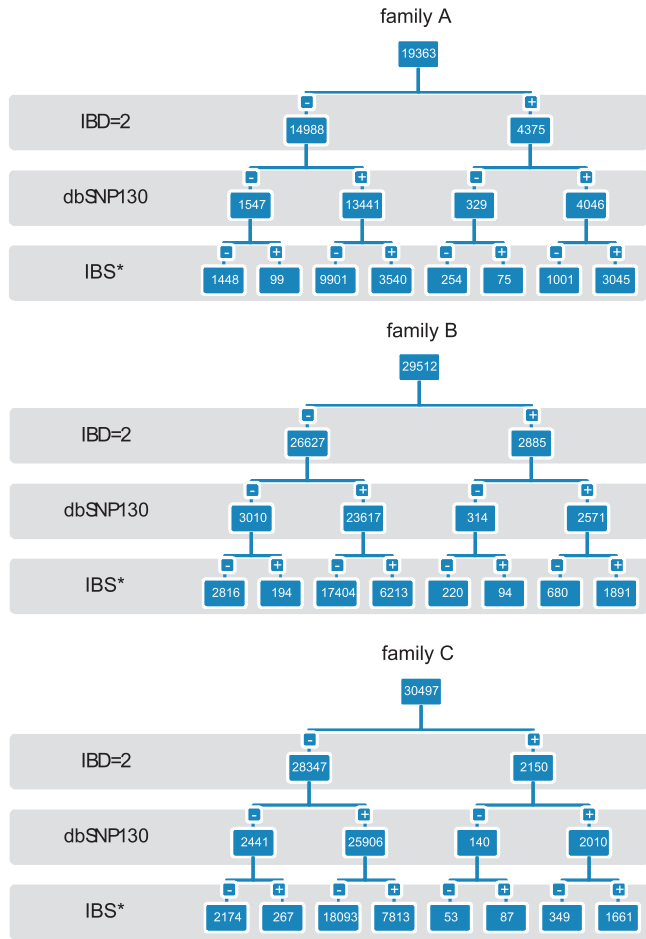 family A
19363
- +
IBD=2 14988 4375
- + - +
dbSNP130 1547 13441 329 4046
- + - + - + - +
IBS* 1448 99 9901 3540 254 75 1001 3045
family B
29512
- +
IBD=2 26627 2885
- + - +
dbSNP130 3010 23617 314 2571
- + - + - + - +
IBS* 2816 194 17404 6213 220 94 680 1891
family C
30497
- +
IBD=2 28347 2150
- + - +
dbSNP130 2441 25906 140 2010
- + - + - + - +
IBS* 2174 267 18093 7813 53 87 349 1661